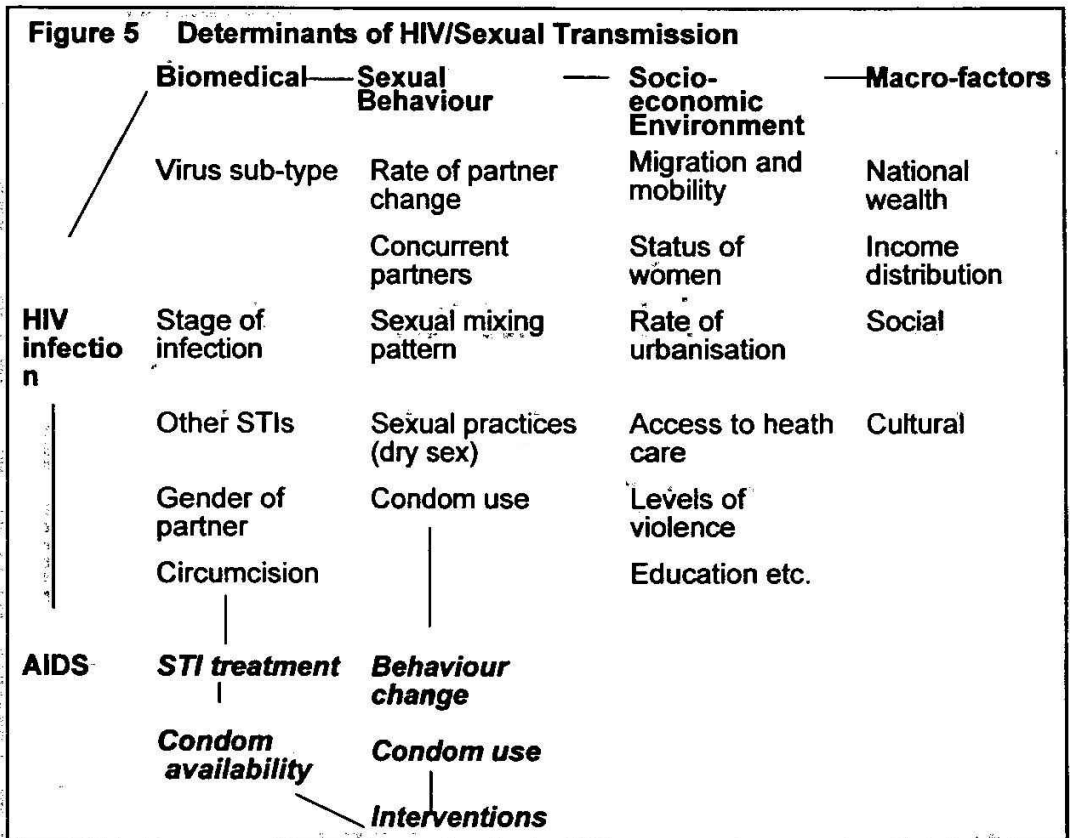 Figure 5 Determinants of HIV/Sexual Transmission
Biomedical Sexual Socio- Macro-factors
Behaviour economic
Environment
Virus sub-type Rate of partner Migration and National
change mobility wealth
Concurrent Status of Income
partners women distribution
HIV Stage of Sexual mixing Rate of Social
infectio infection pattern urbanisation
n
Other STIs Sexual practices Access to heath Cultural
(dry sex) care
Gender of Condom use Levels of
partner violence
Circumcision Education etc.
AIDS STI treatment Behaviour
change
Condom Condom use
availability
Interventions